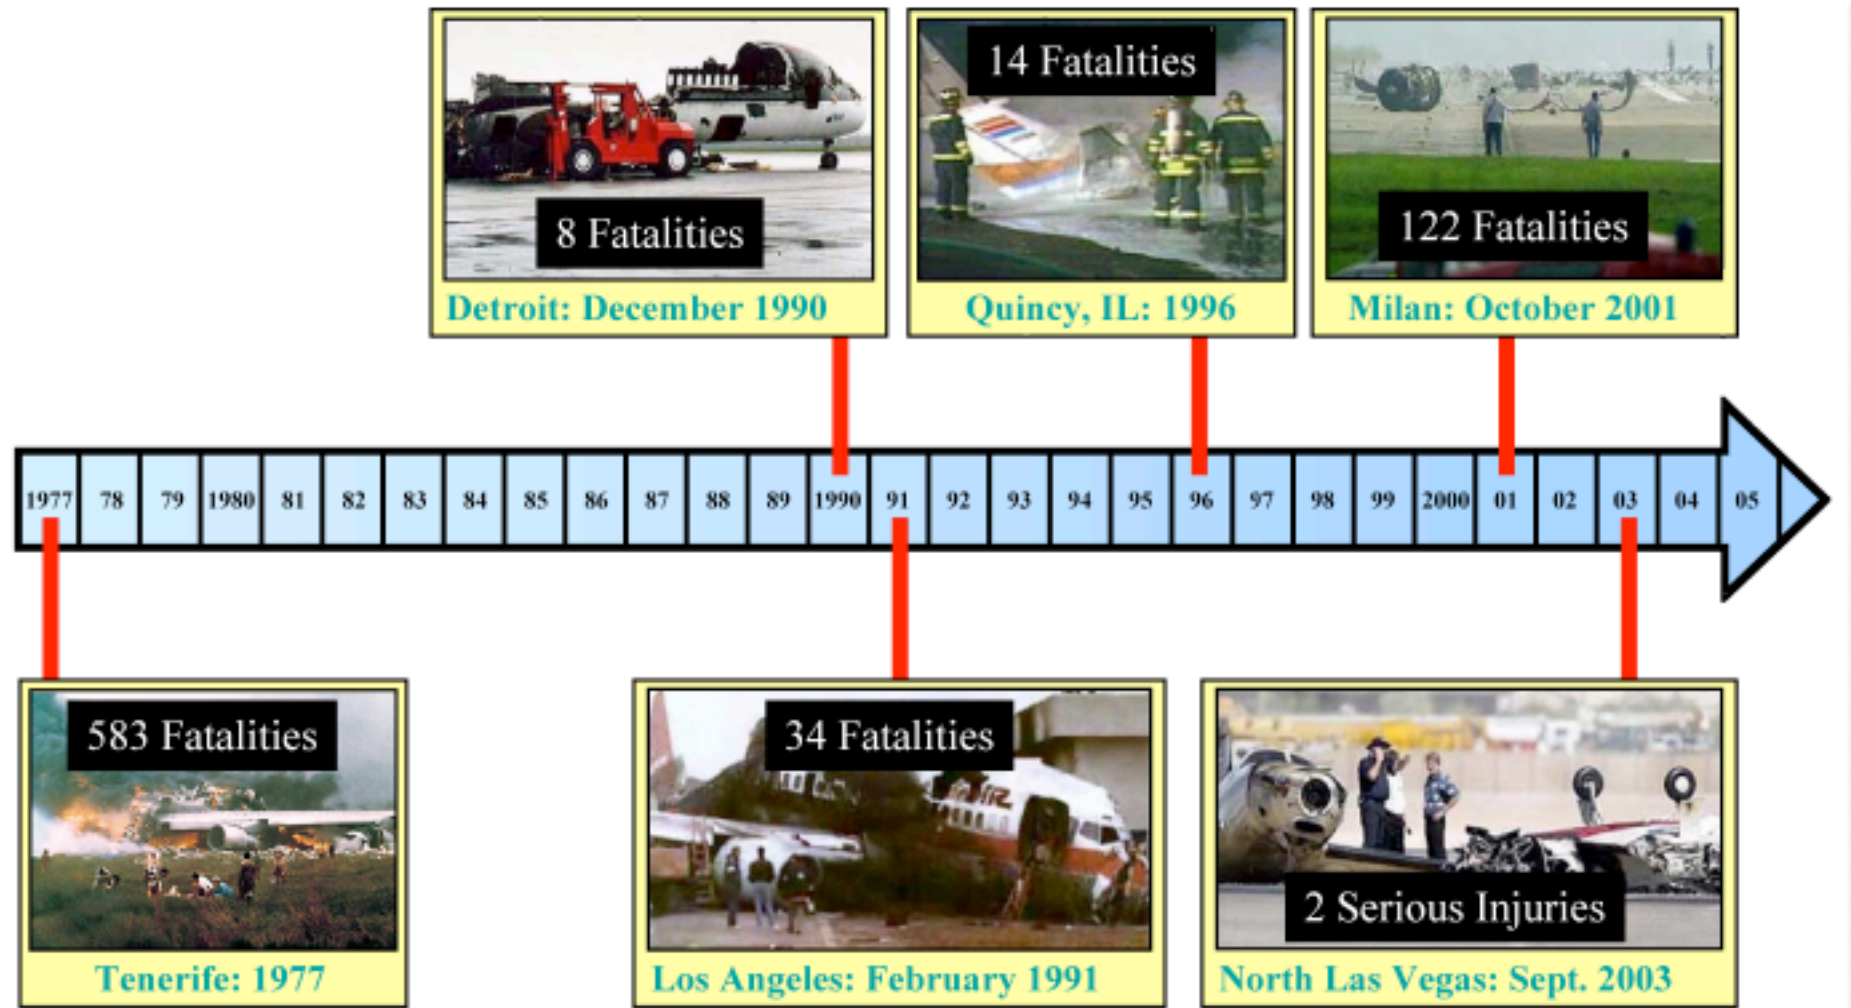 14 Fatalities
8 Fatalities
122 Fatalities
Detroit: December 1990
Quincy, IL: 1996
Milan: October 2001
1977 78 79 1980 81 82 83 84 85 86 87 88 89 1990 91 92 93 94 95 96 97 98 99 2000 01 02 03 04 05
583 Fatalities
34 Fatalities
2 Serious Injuries
Tenerife: 1977
Los Angeles: February 1991
North Las Vegas: Sept. 2003